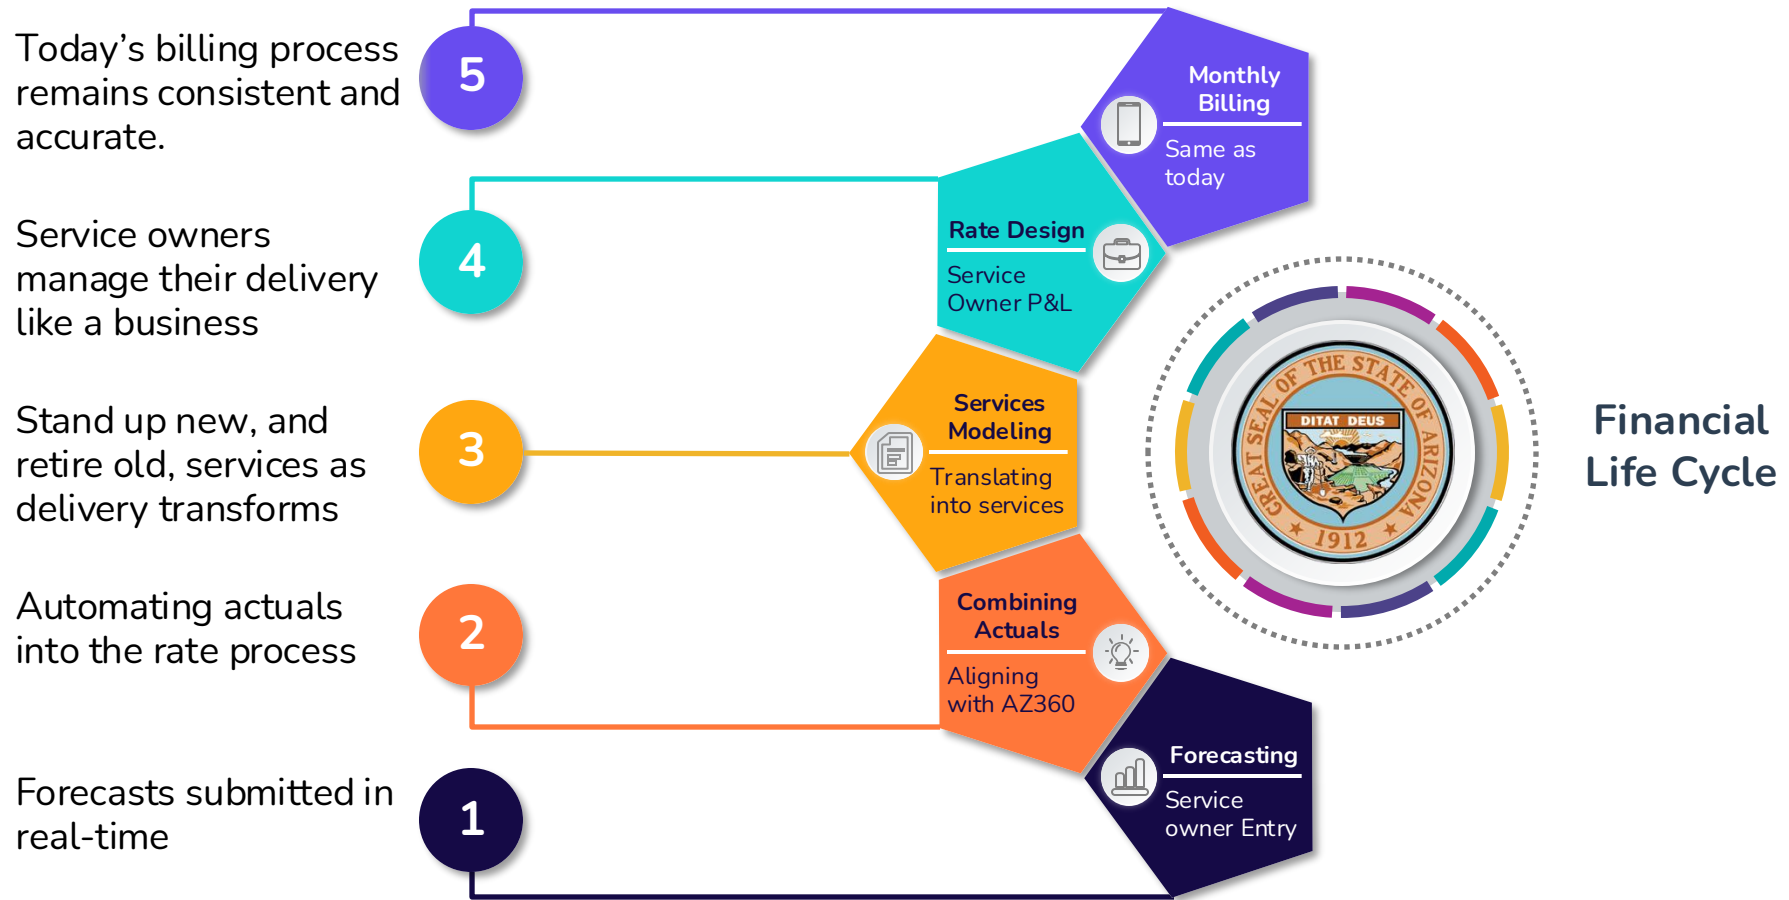 Today’s billing process
remains consistent and
accurate.
5
Monthly
Billing
Same as
today
Service owners
manage their delivery
like a business
4
Rate Design
Service
Owner P&L
Stand up new, and
retire old, services as
delivery transforms
3
Services
Modeling
Translating
into services
Automating actuals
into the rate process
2
Combining
Actuals
Aligning
with AZ360
Forecasts submitted in
real-time
1
Forecasting
Service
owner Entry
GREAT SEAL OF THE STATE OF ARIZONA
DITAT DEUS
1912
Financial
Life Cycle